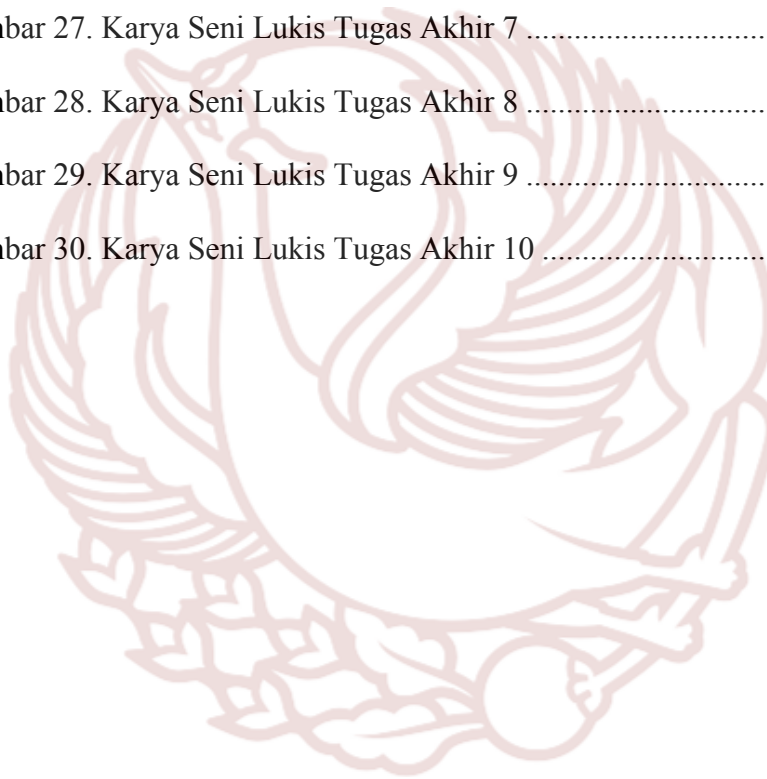 bar 27. Karya Seni Lukis Tugas Akhir 7 ..............................
bar 28. Karya Seni Lukis Tugas Akhir 8 ..............................
bar 29. Karya Seni Lukis Tugas Akhir 9 ..............................
bar 30. Karya Seni Lukis Tugas Akhir 10 ............................